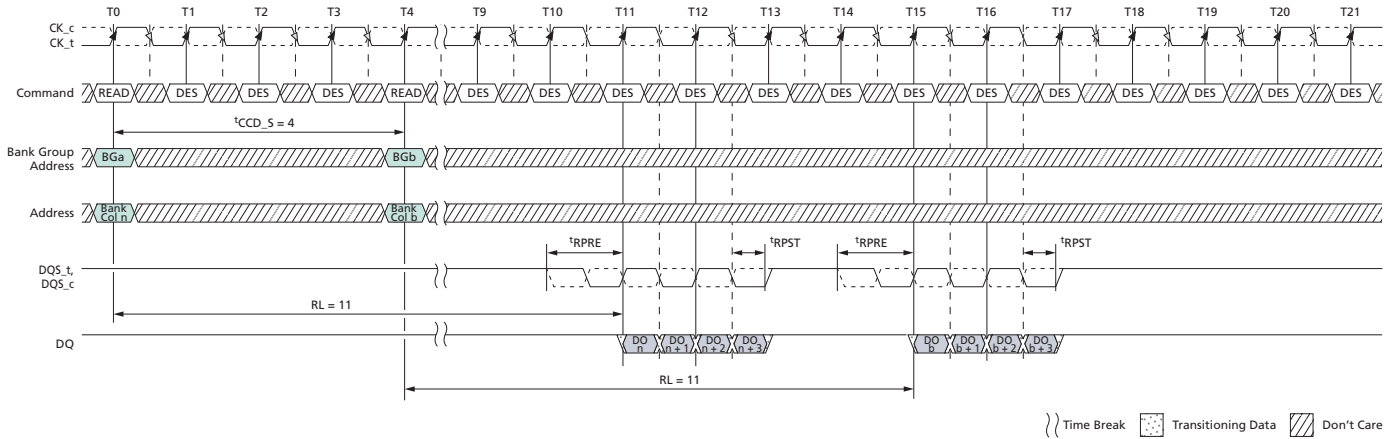 T0 T1 T2 T3 T4 T9 T10 T11 T12 T13 T14 T15 T16 T17 T18 T19 T20 T21
CK_c
CK_t
Command READ DES DES DES READ DES DES DES DES DES DES DES DES DES DES DES DES DES
tCCD_S = 4
Bank Group
Address BGa BGb
Address Bank
Col n Bank
Col b
tRPRE tRPST tRPRE tRPST
DQS_t,
DQS_c
RL = 11
DQ DO
n DO
n + 1 DO
n + 2 DO
n + 3 DO
b DO
b + 1 DO
b + 2 DO
b + 3
RL = 11
Time Break Transitioning Data Don't Care